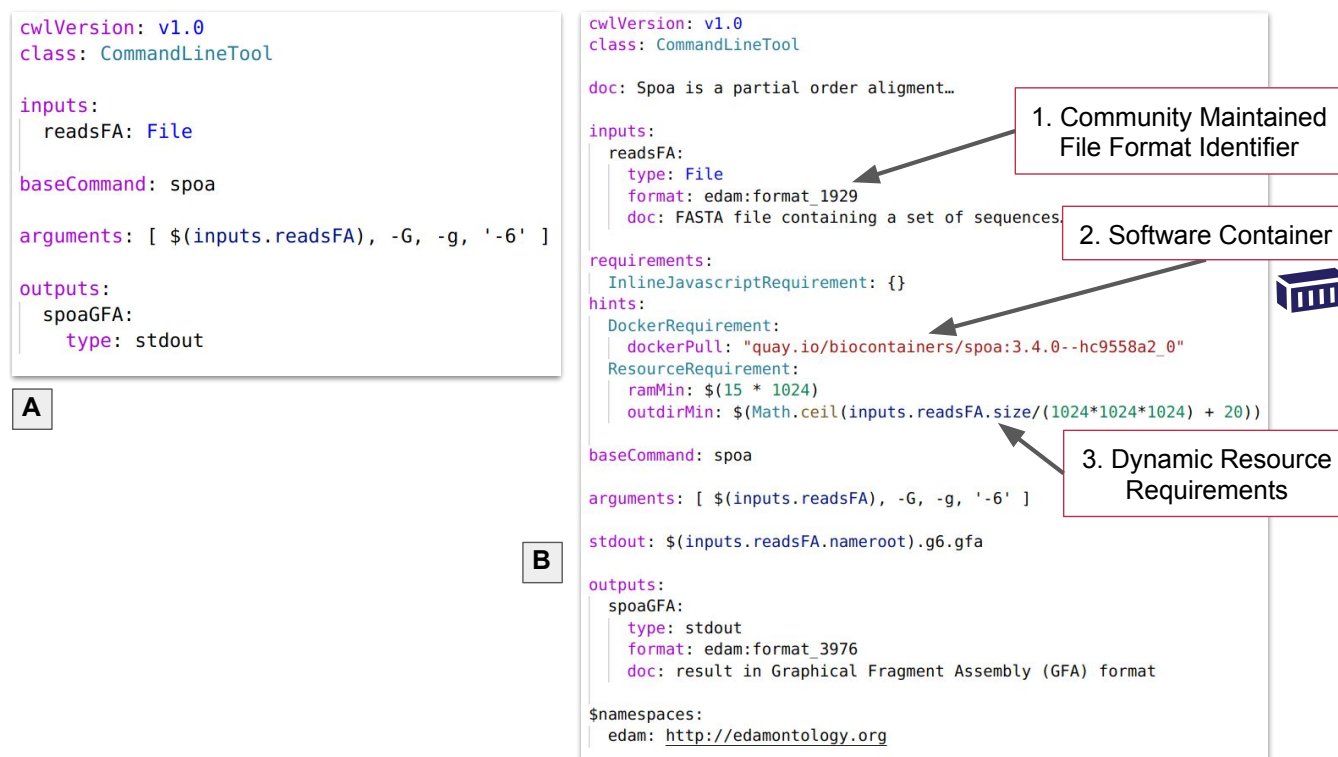 cwlVersion: v1.0
class: CommandLineTool
inputs:
readsFA: File
baseCommand: spoa
arguments: [ $(inputs.readsFA), -G, -g, '-6' ]
outputs:
spoaGFA:
type: stdout
A
cwlVersion: v1.0
class: CommandLineTool
doc: Spoa is a partial order aligment…
inputs:
readsFA:
type: File
format: edam:format_1929
doc: FASTA file containing a set of sequences
requirements:
InlineJavascriptRequirement: {}
hints:
DockerRequirement:
dockerPull: "quay.io/biocontainers/spoa:3.4.0--hc9558a2_0"
ResourceRequirement:
ramMin: $(15 * 1024)
outdirMin: $(Math.ceil(inputs.readsFA.size/(1024*1024*1024) + 20))
baseCommand: spoa
arguments: [ $(inputs.readsFA), -G, -g, '-6' ]
stdout: $(inputs.readsFA.nameroot).g6.gfa
outputs:
spoaGFA:
type: stdout
format: edam:format_3976
doc: result in Graphical Fragment Assembly (GFA) format
$namespaces:
edam: http://edamontology.org
B
1. Community Maintained
File Format Identifier
2. Software Container
3. Dynamic Resource
Requirements